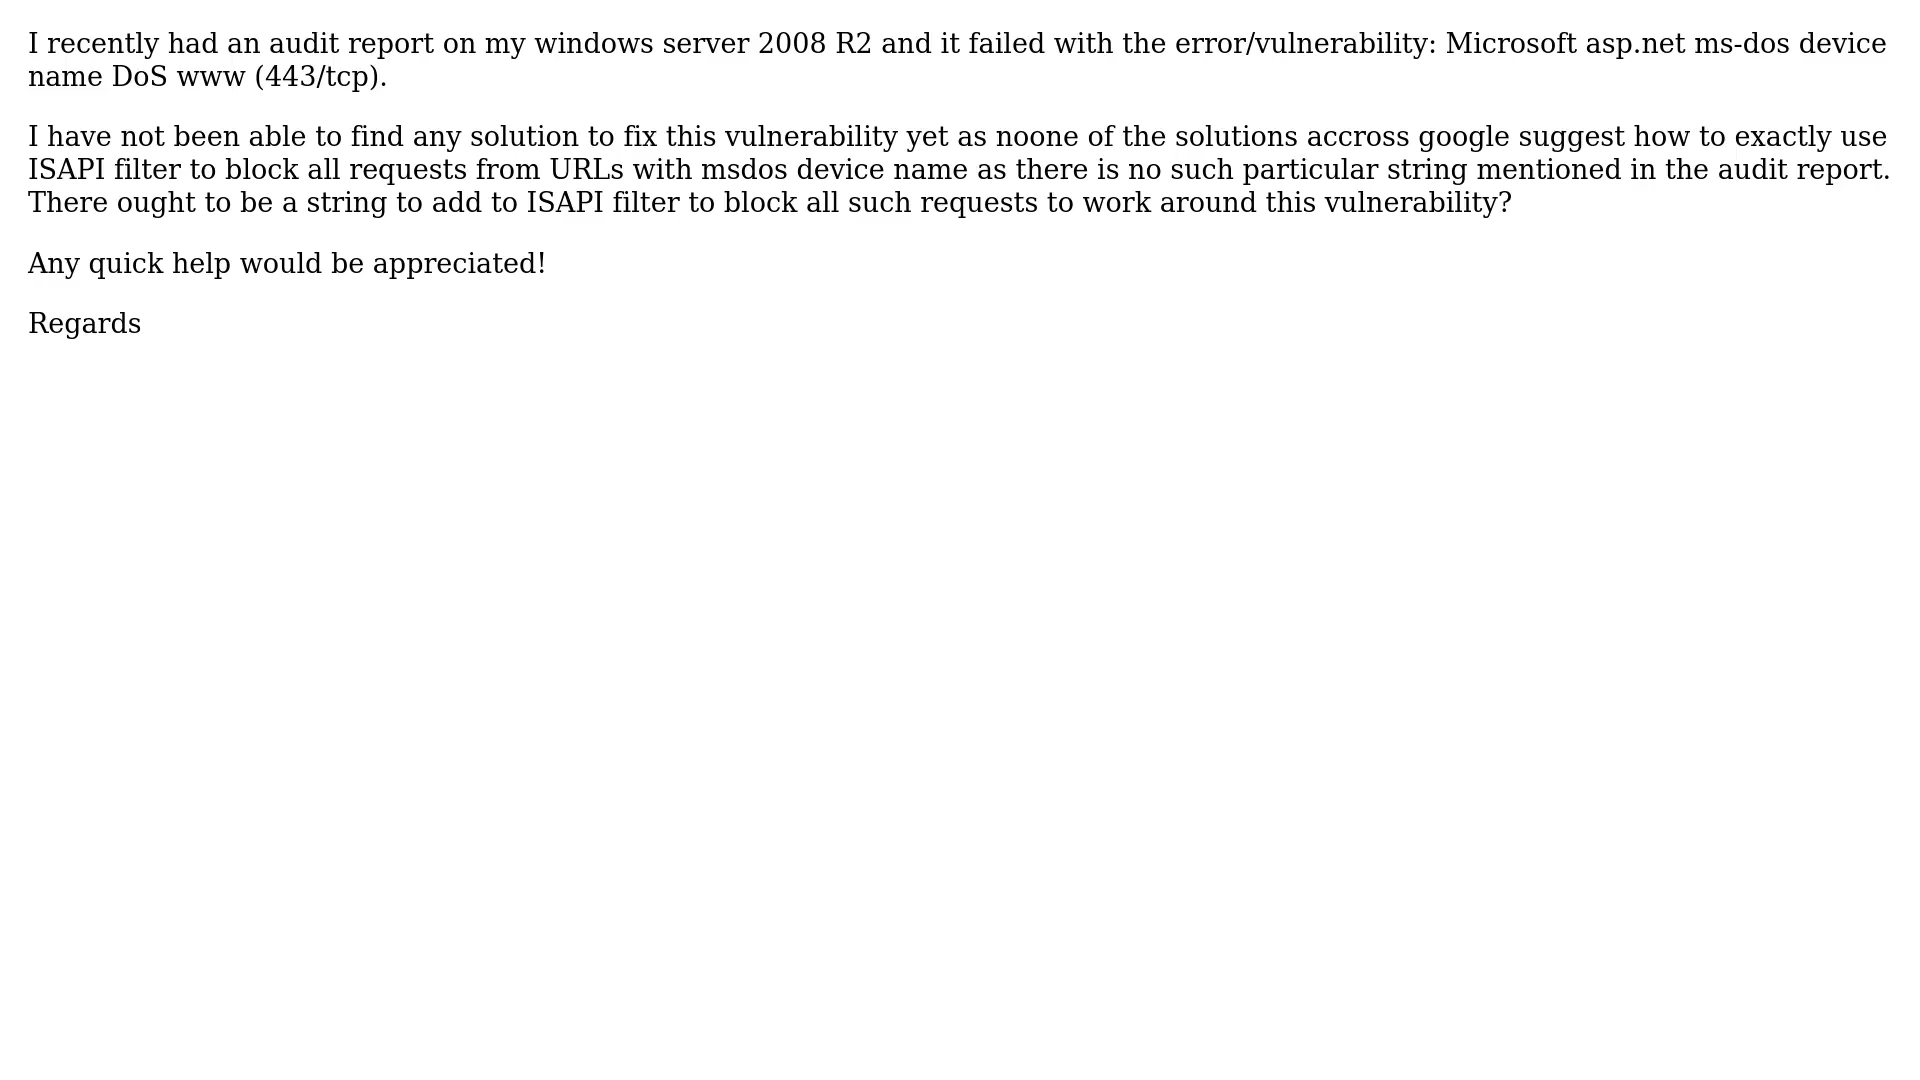 I recently had an audit report on my windows server 2008 R2 and it failed with the error/vulnerability: Microsoft asp.net ms-dos device
name DoS www (443/tcp).
I have not been able to find any solution to fix this vulnerability yet as noone of the solutions accross google suggest how to exactly use
ISAPI filter to block all requests from URLs with msdos device name as there is no such particular string mentioned in the audit report.
There ought to be a string to add to ISAPI filter to block all such requests to work around this vulnerability?
Any quick help would be appreciated!
Regards